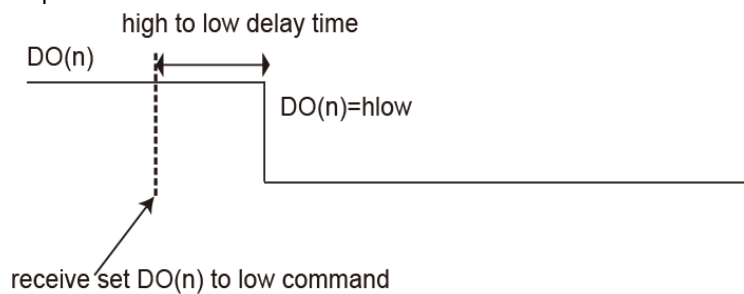 high to low delay time
DO(n)
DO(n)=hlow
receive set DO(n) to low command